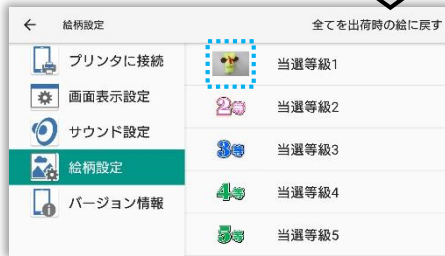 絵柄設定
全てを出荷時の絵に戻す
プリンタに接続
画面表示設定
サウンド設定
絵柄設定
バージョン情報
当選等級1
2等 当選等級2
3等 当選等級3
4等 当選等級4
5等 当選等級5